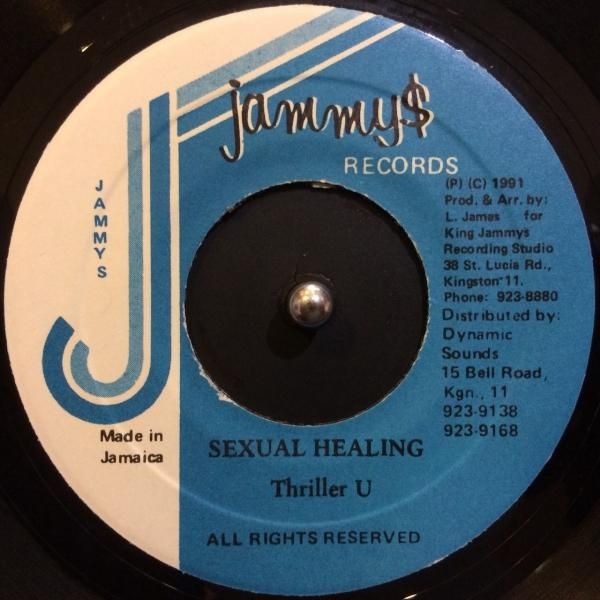 jammy$
RECORDS
J
A
M
M
Y
S
(P) (C) 1991
Prod. & Arr. by:
L. James for
King Jammys
Recording Studio
38 St. Lucia Rd.,
Kingston 11.
Phone: 923-8880
Distributed by:
Dynamic
Sounds
15 Bell Road,
Kgn., 11
923-9138
923-9168
Made in
Jamaica
SEXUAL HEALING
Thriller U
ALL RIGHTS RESERVED